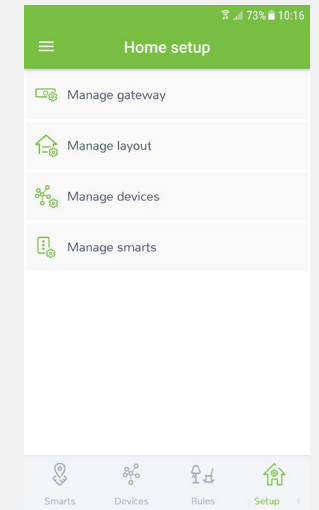 73% 10:16
Home setup
Manage gateway
Manage layout
Manage devices
Manage smarts
Smarts Devices Rules Setup